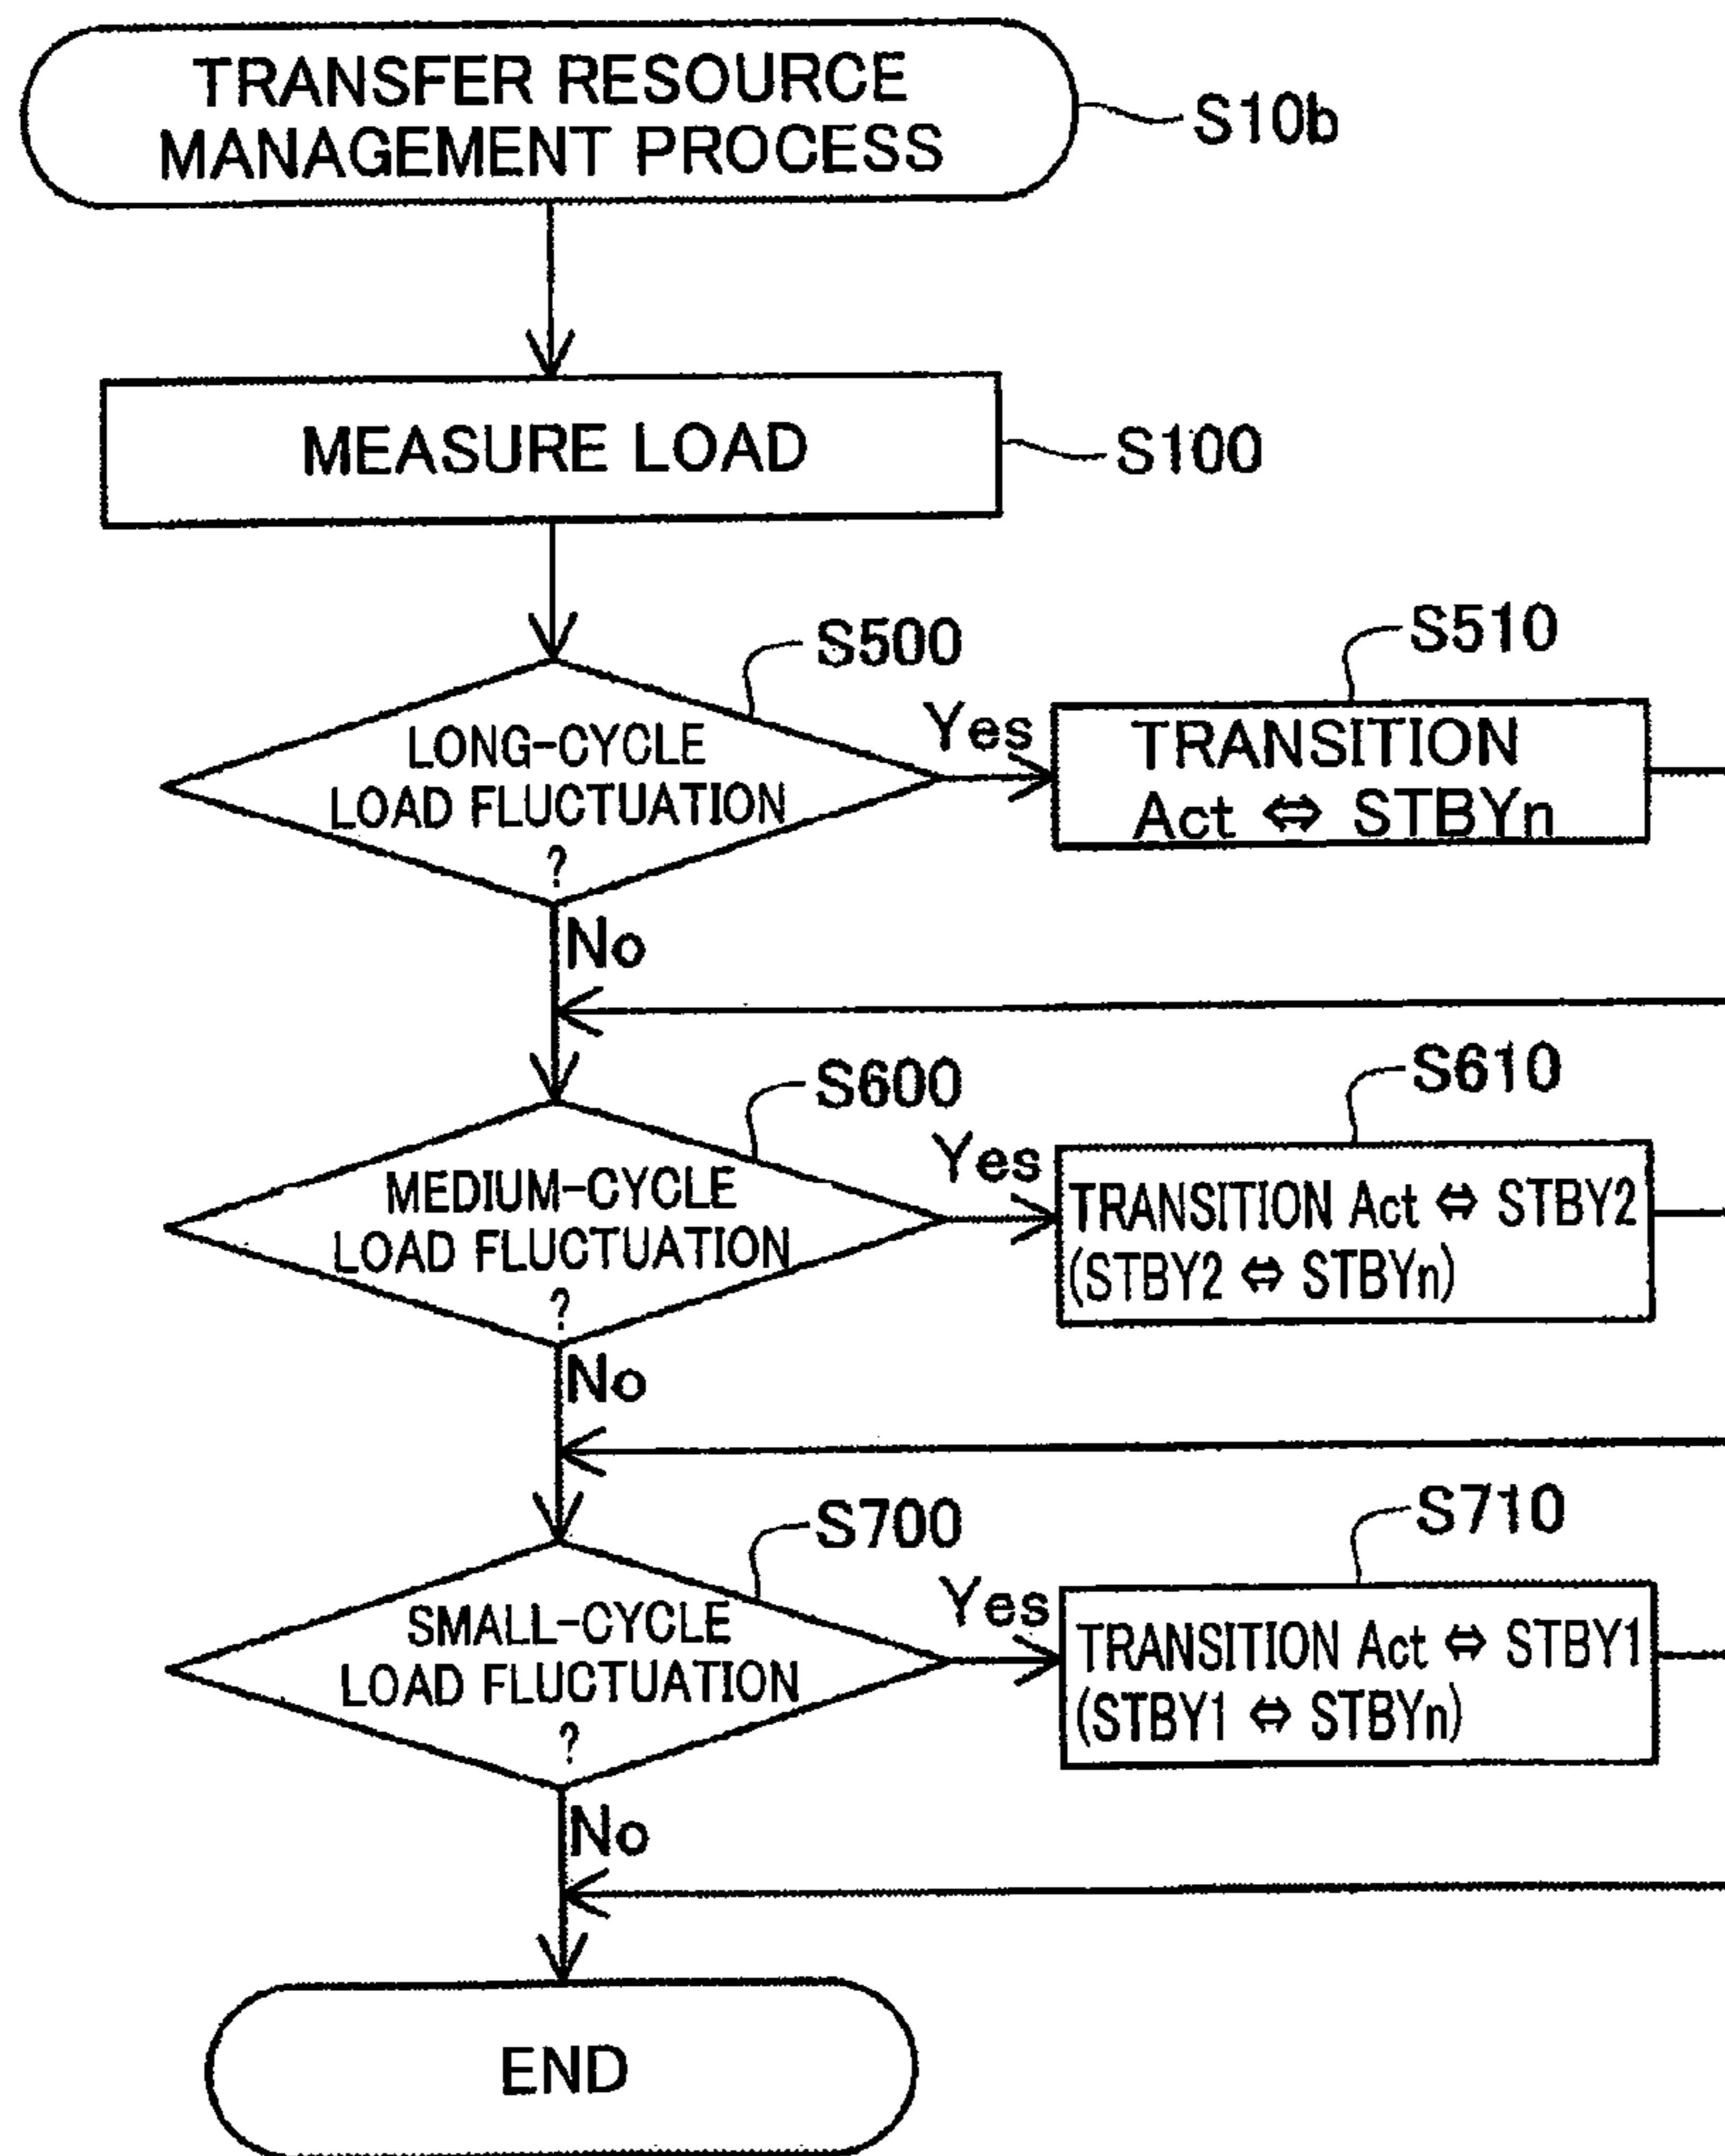 TRANSFER RESOURCE
MANAGEMENT PROCESS
S10b
MEASURE LOAD
S100
S500
LONG-CYCLE
LOAD FLUCTUATION
?
Yes
S510
TRANSITION
Act ⇔ STBYn
No
S600
MEDIUM-CYCLE
LOAD FLUCTUATION
?
Yes
S610
TRANSITION Act ⇔ STBY2
(STBY2 ⇔ STBYn)
No
S700
SMALL-CYCLE
LOAD FLUCTUATION
?
Yes
S710
TRANSITION Act ⇔ STBY1
(STBY1 ⇔ STBYn)
No
END